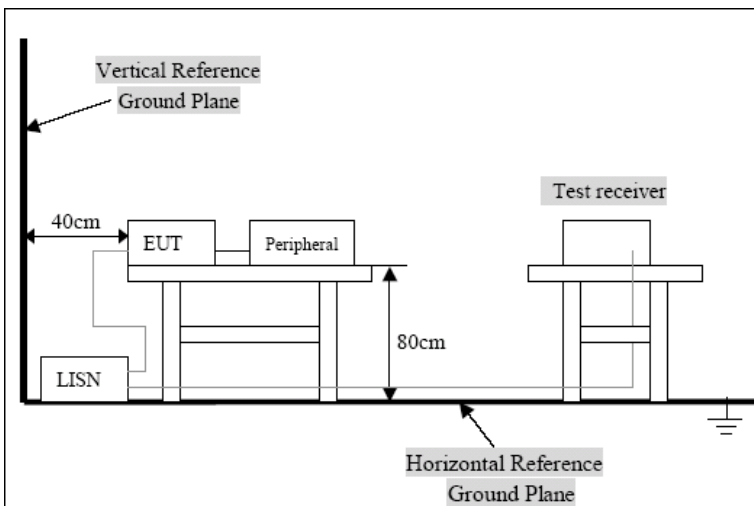 Vertical Reference
Ground Plane
40cm
EUT
Peripheral
Test receiver
80cm
LISN
Horizontal Reference
Ground Plane